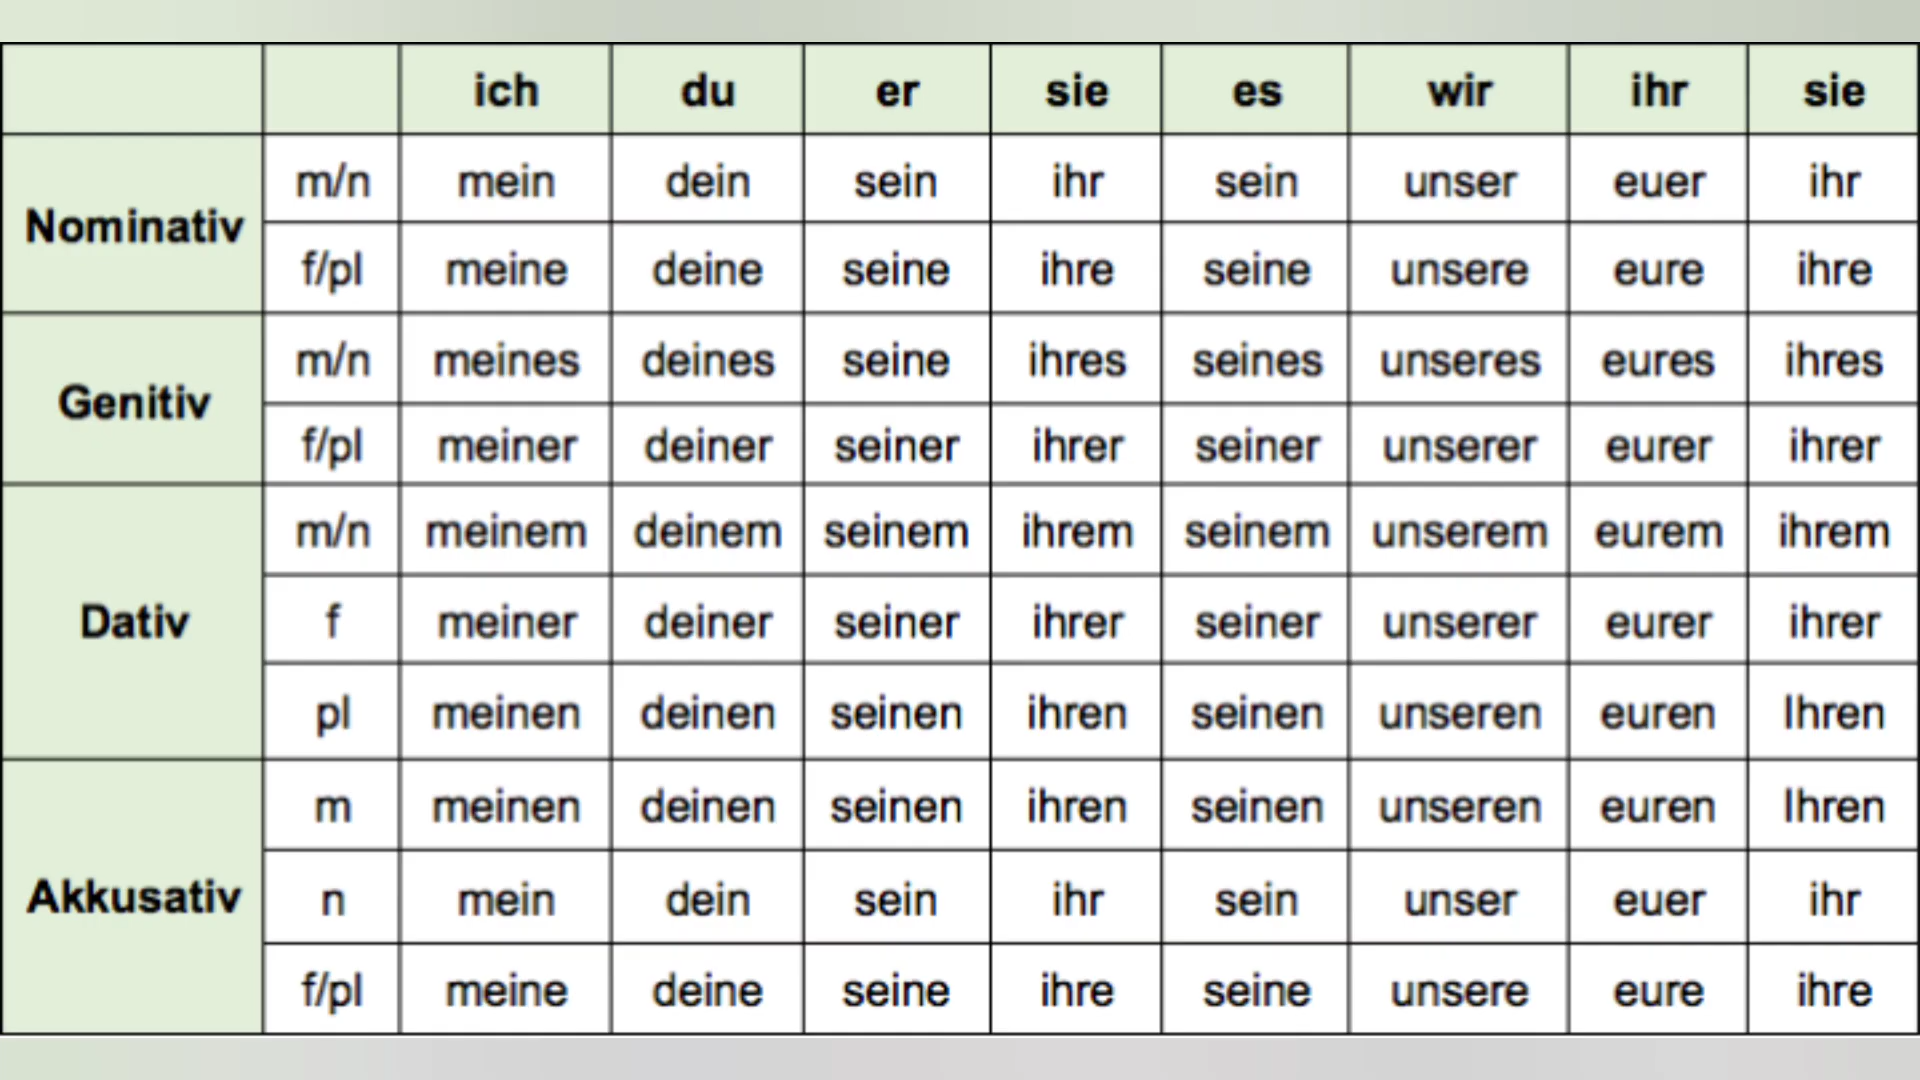 ich du er sie es wir ihr sie
Nominativ m/n mein dein sein ihr sein unser euer ihr
f/pl meine deine seine ihre seine unsere eure ihre
Genitiv m/n meines deines seine ihres seines unseres eures ihres
f/pl meiner deiner seiner ihrer seiner unserer eurer ihrer
Dativ m/n meinem deinem seinem ihrem seinem unserem eurem ihrem
f meiner deiner seiner ihrer seiner unserer eurer ihrer
pl meinen deinen seinen ihren seinen unseren euren Ihren
Akkusativ m meinen deinen seinen ihren seinen unseren euren Ihren
n mein dein sein ihr sein unser euer ihr
f/pl meine deine seine ihre seine unsere eure ihre